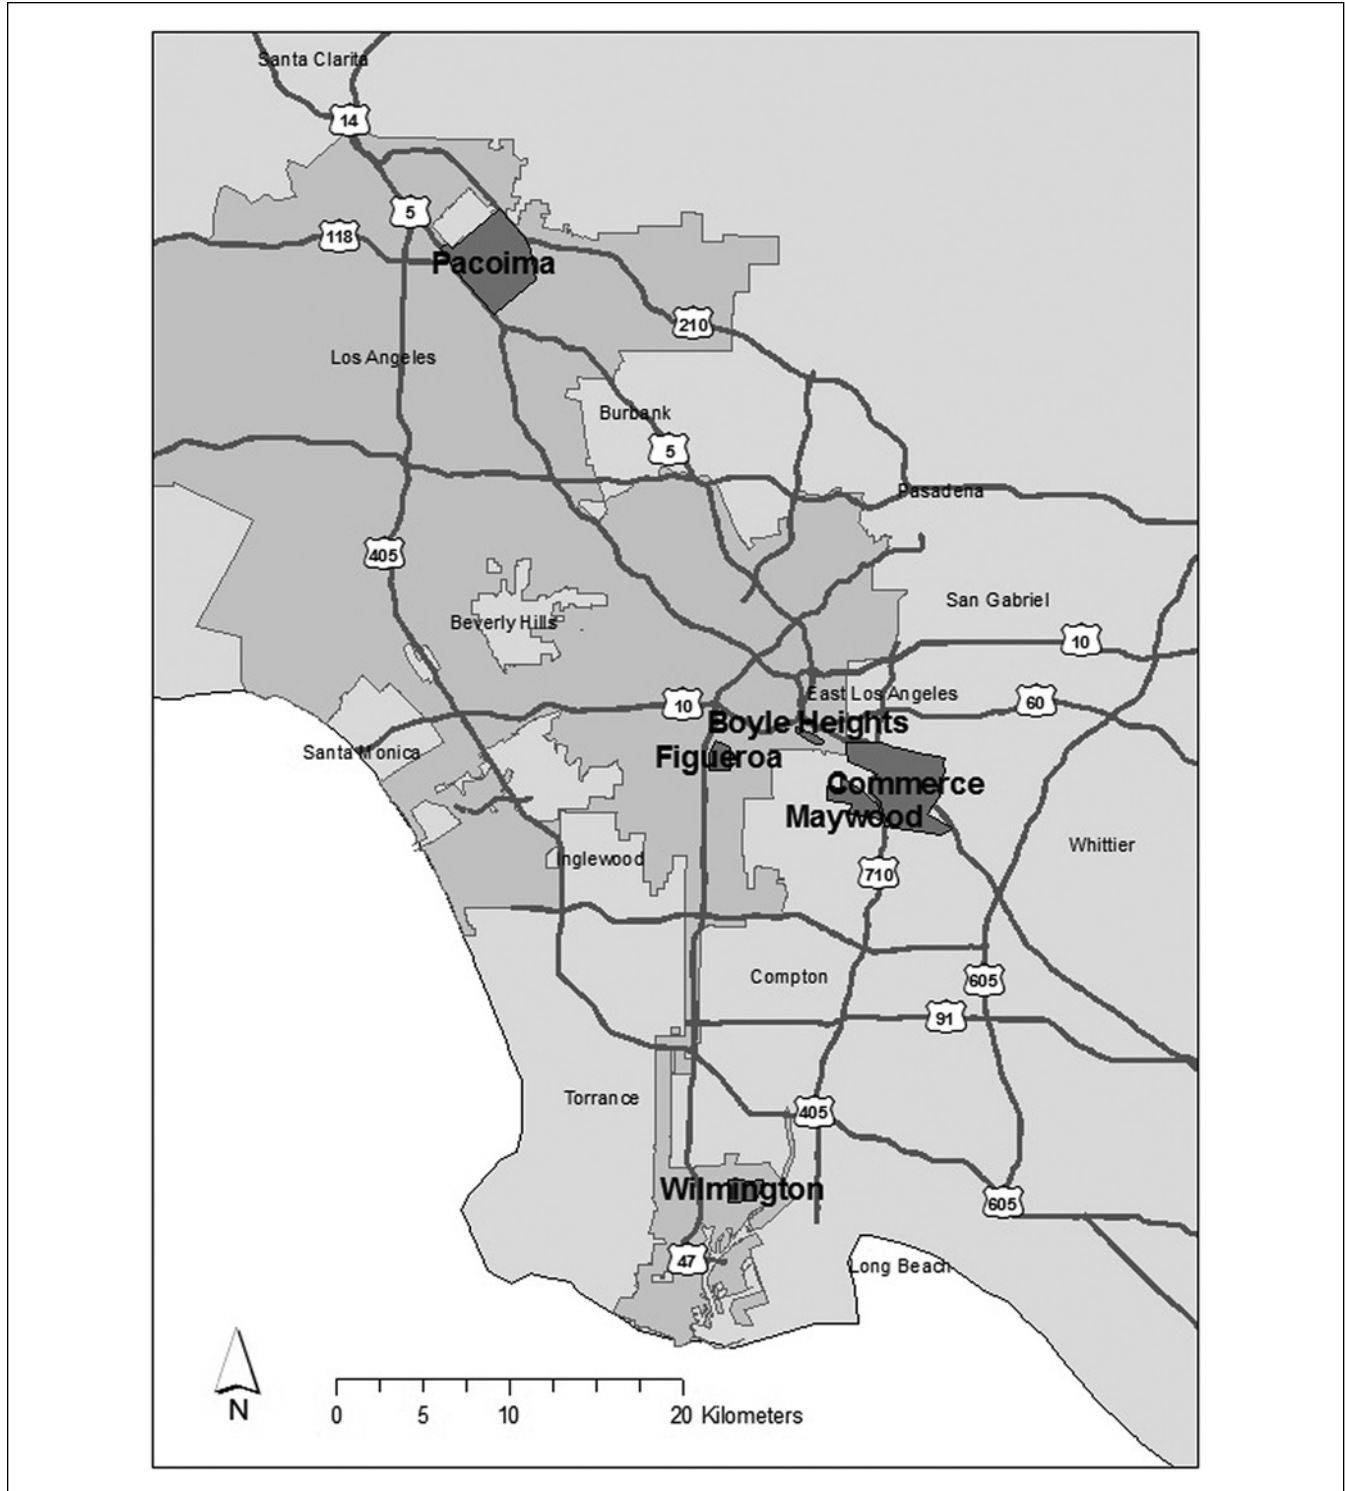 Santa Clarita
14
5
118
Pacoima
210
Los Angeles
Burbank
5
Pasadena
405
San Gabriel
Beverly Hills
10
East Los Angeles
10
60
Boyle Heights
Santa Monica
Figueroa
Commerce
Maywood
Whittier
Inglewood
710
Compton
605
91
Torrance
405
Wilmington
605
47
Long Beach
N
0 5 10 20 Kilometers